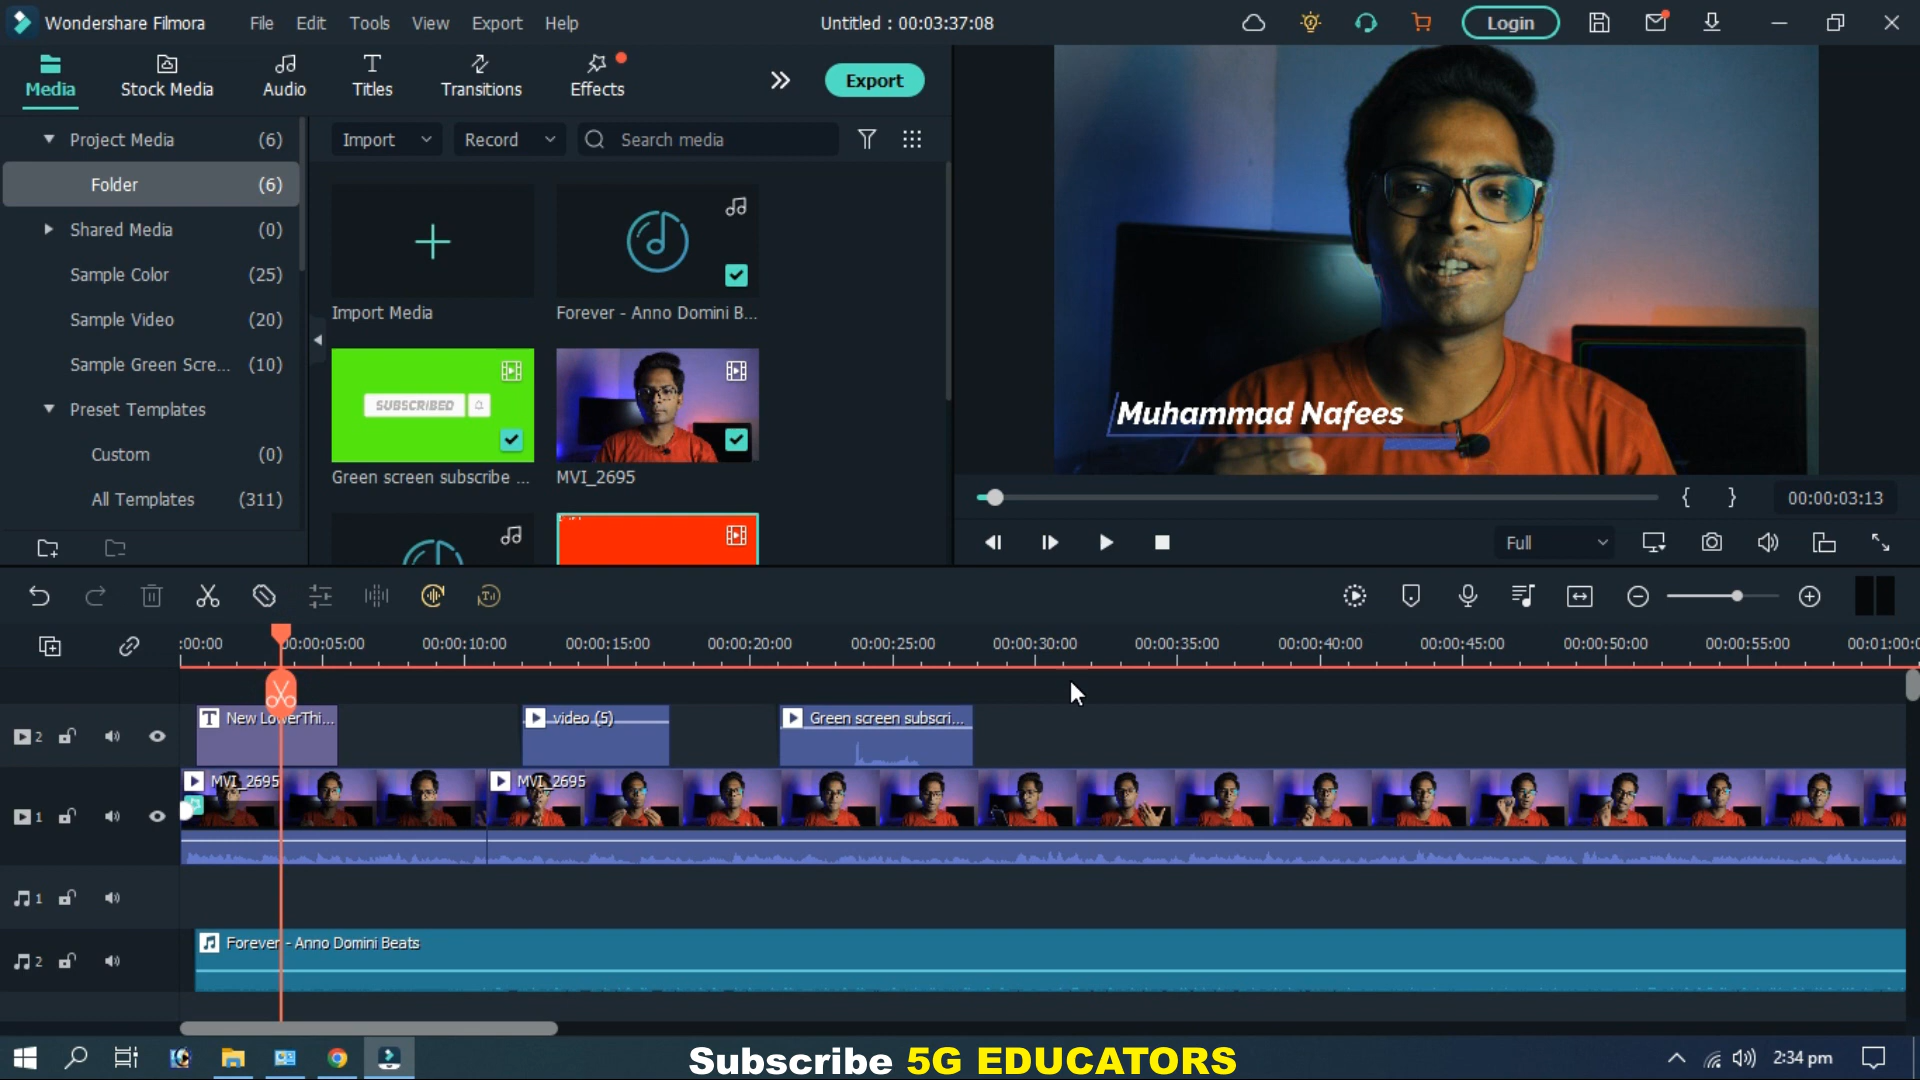 Wondershare Filmora
File Edit Tools View Export Help
Untitled : 00:03:37:08
Login
Media
Stock Media
Audio
Titles
Transitions
Effects
Export
Project Media (6)
Folder (6)
Shared Media (0)
Sample Color (25)
Sample Video (20)
Sample Green Scre... (10)
Preset Templates
Custom (0)
All Templates (311)
Import
Record
Search media
Import Media
Forever - Anno Domini B...
SUBSCRIBED
Green screen subscribe ...
MVI_2695
Muhammad Nafees
00:00:03:13
Full
:00:00 00:00:05:00 00:00:10:00 00:00:15:00 00:00:20:00 00:00:25:00 00:00:30:00 00:00:35:00 00:00:40:00 00:00:45:00 00:00:50:00 00:00:55:00 00:01:00:0
2
New LowerThi...
video (5)
Green screen subscri...
1
MVI_2695
MVI_2695
1
2
Forever - Anno Domini Beats
Subscribe 5G EDUCATORS
2:34 pm